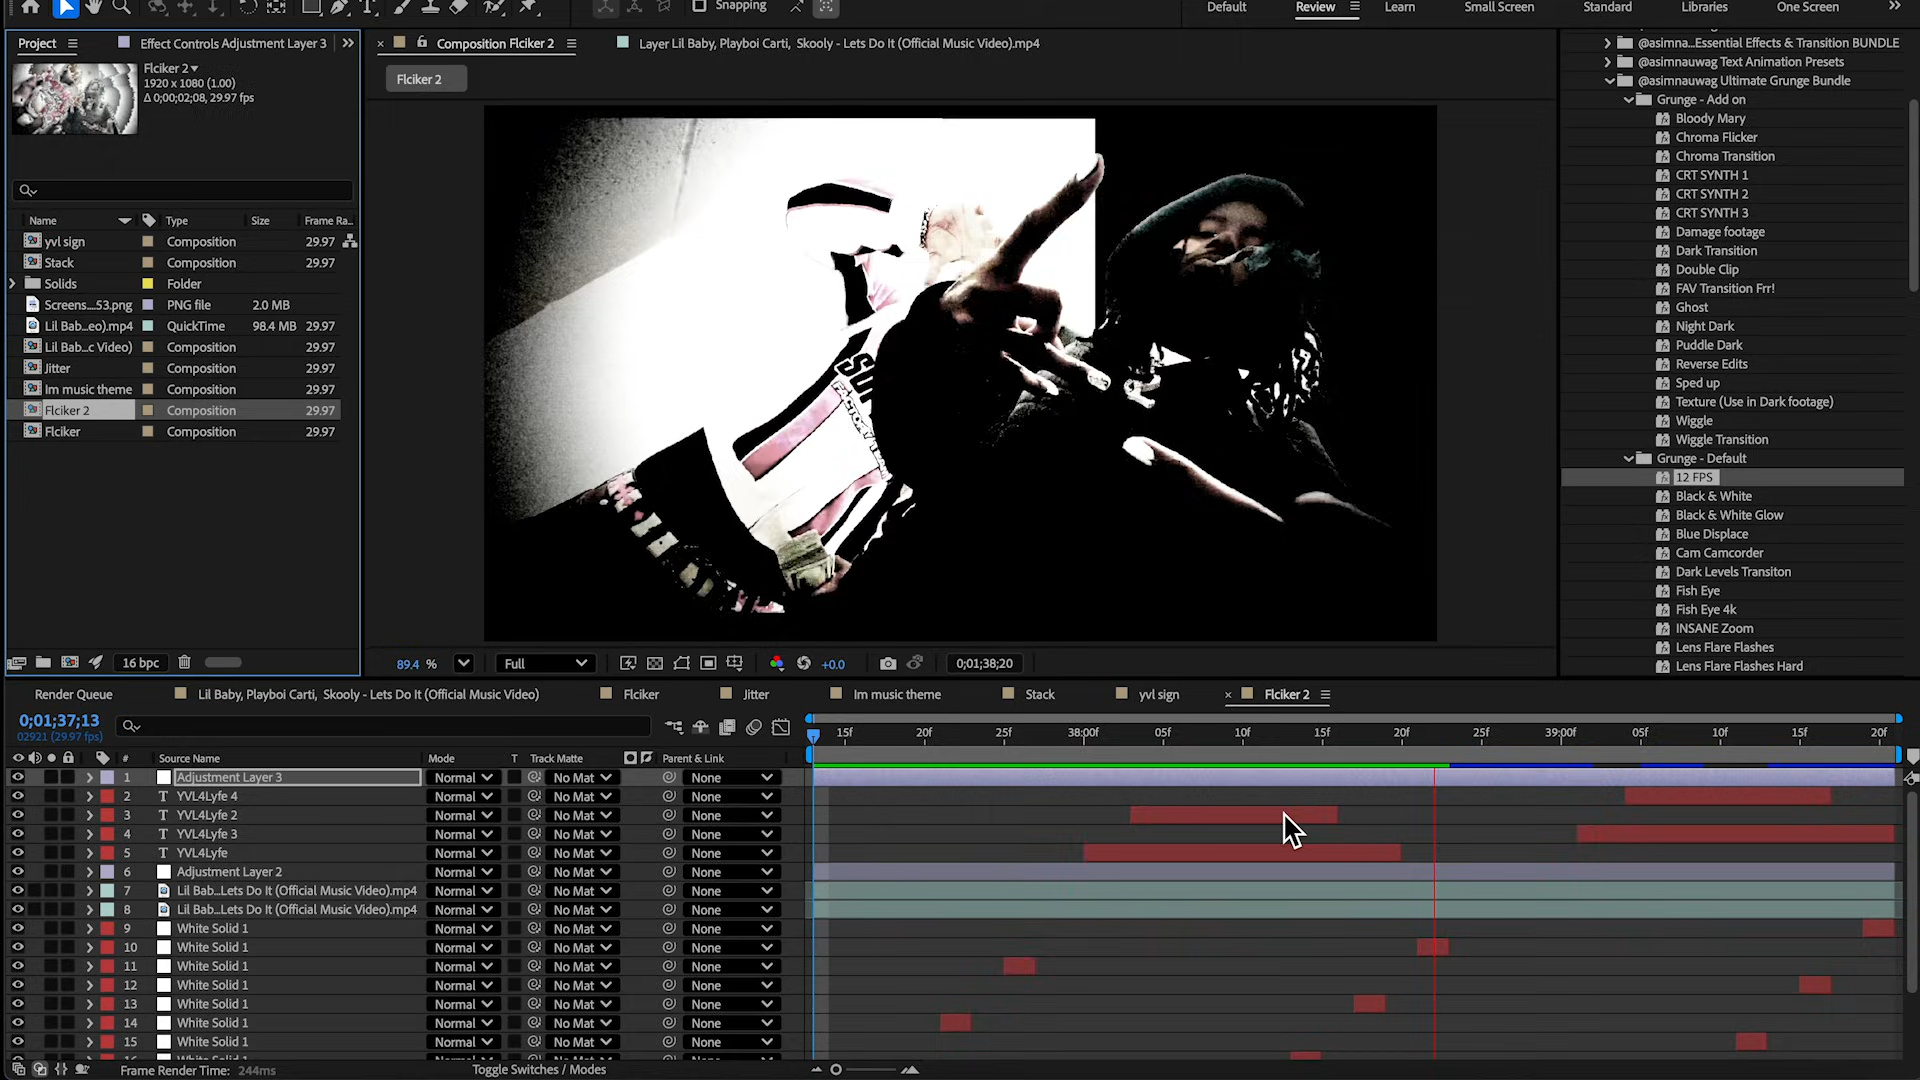 Snapping
Default
Review
Learn
Small Screen
Standard
Libraries
One Screen
Project
Effect Controls Adjustment Layer 3
Composition Flciker 2
Layer Lil Baby, Playboi Carti, Skooly - Lets Do It (Official Music Video).mp4
Flciker 2
1920 x 1080 (1.00)
Δ 0;00;02;08, 29.97 fps
Flciker 2
Name Type Size Frame Ra...
yvl sign Composition 29.97
Stack Composition 29.97
Solids Folder
Screens....53.png PNG file 2.0 MB
Lil Bab...eo).mp4 QuickTime 98.4 MB 29.97
Lil Bab...c Video) Composition 29.97
Jitter Composition 29.97
Im music theme Composition 29.97
Flciker 2 Composition 29.97
Flciker Composition 29.97
16 bpc
89.4 %
Full
+0.0
0;01;38;20
@asimna...Essential Effects & Transition BUNDLE
@asimnauwag Text Animation Presets
@asimnauwag Ultimate Grunge Bundle
Grunge - Add on
Bloody Mary
Chroma Flicker
Chroma Transition
CRT SYNTH 1
CRT SYNTH 2
CRT SYNTH 3
Damage footage
Dark Transition
Double Clip
FAV Transition Frr!
Ghost
Night Dark
Puddle Dark
Reverse Edits
Sped up
Texture (Use in Dark footage)
Wiggle
Wiggle Transition
Grunge - Default
12 FPS
Black & White
Black & White Glow
Blue Displace
Cam Camcorder
Dark Levels Transiton
Fish Eye
Fish Eye 4k
INSANE Zoom
Lens Flare Flashes
Lens Flare Flashes Hard
Render Queue
Lil Baby, Playboi Carti, Skooly - Lets Do It (Official Music Video)
Flciker
Jitter
Im music theme
Stack
yvl sign
Flciker 2
0;01;37;13
02921 (29.97 fps)
15f 20f 25f 38:00f 05f 10f 15f 20f 25f 39:00f 05f 10f 15f 20f
# Source Name Mode T Track Matte Parent & Link
1 Adjustment Layer 3 Normal No Mat None
2 T YVL4Lyfe 4 Normal No Mat None
3 T YVL4Lyfe 2 Normal No Mat None
4 T YVL4Lyfe 3 Normal No Mat None
5 T YVL4Lyfe Normal No Mat None
6 Adjustment Layer 2 Normal No Mat None
7 Lil Bab...Lets Do It (Official Music Video).mp4 Normal No Mat None
8 Lil Bab...Lets Do It (Official Music Video).mp4 Normal No Mat None
9 White Solid 1 Normal No Mat None
10 White Solid 1 Normal No Mat None
11 White Solid 1 Normal No Mat None
12 White Solid 1 Normal No Mat None
13 White Solid 1 Normal No Mat None
14 White Solid 1 Normal No Mat None
15 White Solid 1 Normal No Mat None
Frame Render Time: 244ms
Toggle Switches / Modes